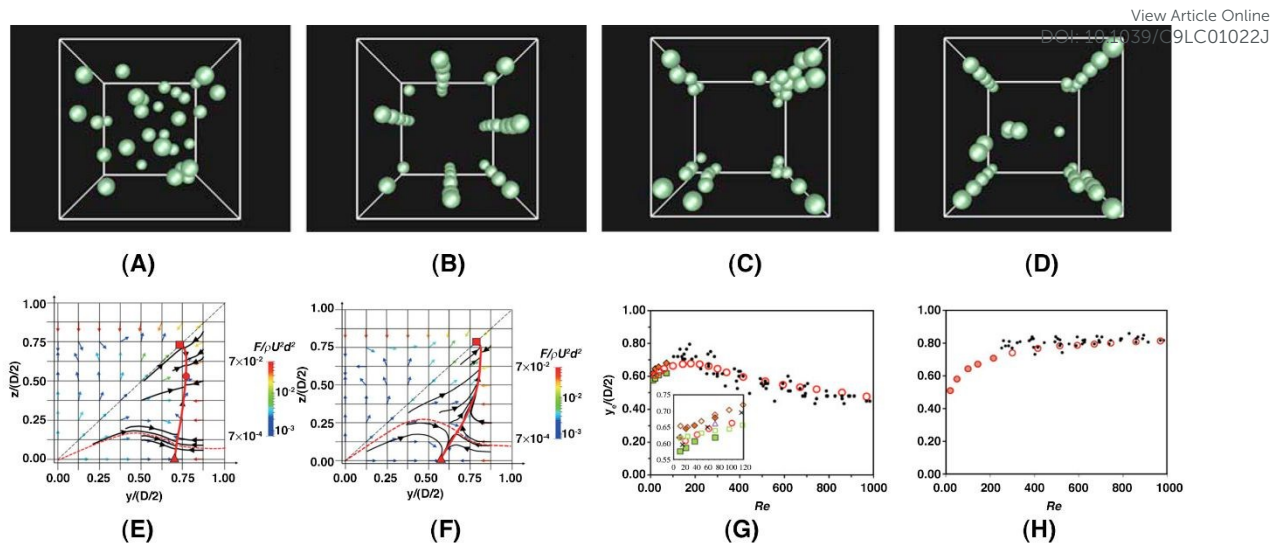 View Article Online
DOI: 10.1039/C9LC01022J
(A) (B) (C) (D)
1.00
0.75
0.50
0.25
0.00
z/(D/2)
0.00 0.25 0.50 0.75 1.00
y/(D/2)
F/ρU²d²
7×10⁻²
10⁻²
10⁻³
7×10⁻⁴
(E)
1.00
0.75
0.50
0.25
0.00
z/(D/2)
0.00 0.25 0.50 0.75 1.00
y/(D/2)
F/ρU²d²
7×10⁻²
10⁻²
10⁻³
7×10⁻⁴
(F)
1.00
0.80
0.60
0.40
0.20
0.00
0.75
0.70
0.65
0.60
0.55
0 20 40 60 80 100 120
0.00 200 400 600 800 1000
Re
(G)
1.00
0.80
0.60
0.40
0.20
0.00
0.00 200 400 600 800 1000
Re
(H)